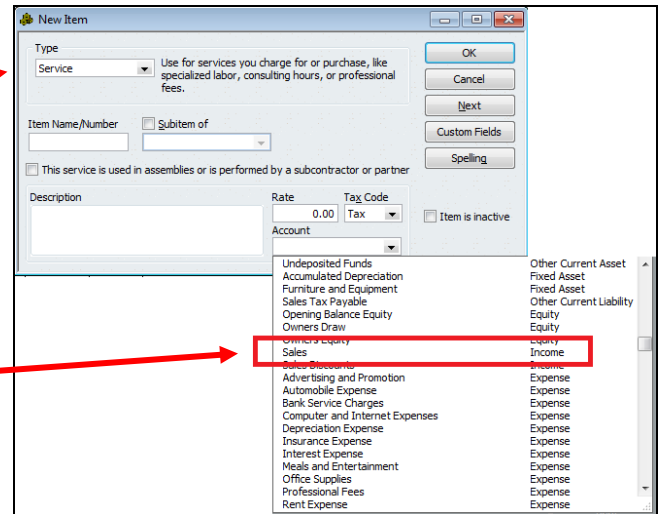 New Item
Type
Service
Use for services you charge for or purchase, like
specialized labor, consulting hours, or professional
fees.
OK
Cancel
Next
Custom Fields
Spelling
Item Name/Number
Subitem of
This service is used in assemblies or is performed by a subcontractor or partner
Description
Rate
Tax Code
0.00
Tax
Item is inactive
Account
Undeposited Funds Other Current Asset
Accumulated Depreciation Fixed Asset
Furniture and Equipment Fixed Asset
Sales Tax Payable Other Current Liability
Opening Balance Equity Equity
Owners Draw Equity
Owners Equity Equity
Sales Income
Sales Discounts Income
Advertising and Promotion Expense
Automobile Expense Expense
Bank Service Charges Expense
Computer and Internet Expenses Expense
Depreciation Expense Expense
Insurance Expense Expense
Interest Expense Expense
Meals and Entertainment Expense
Office Supplies Expense
Professional Fees Expense
Rent Expense Expense